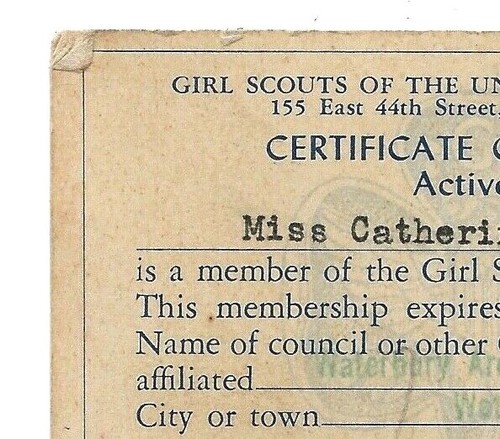 GIRL SCOUTS OF THE UN
155 East 44th Street,
CERTIFICATE
Active
Miss Catheri
is a member of the Girl S
This membership expires
Name of council or other
Waterbury
affiliated
City or town